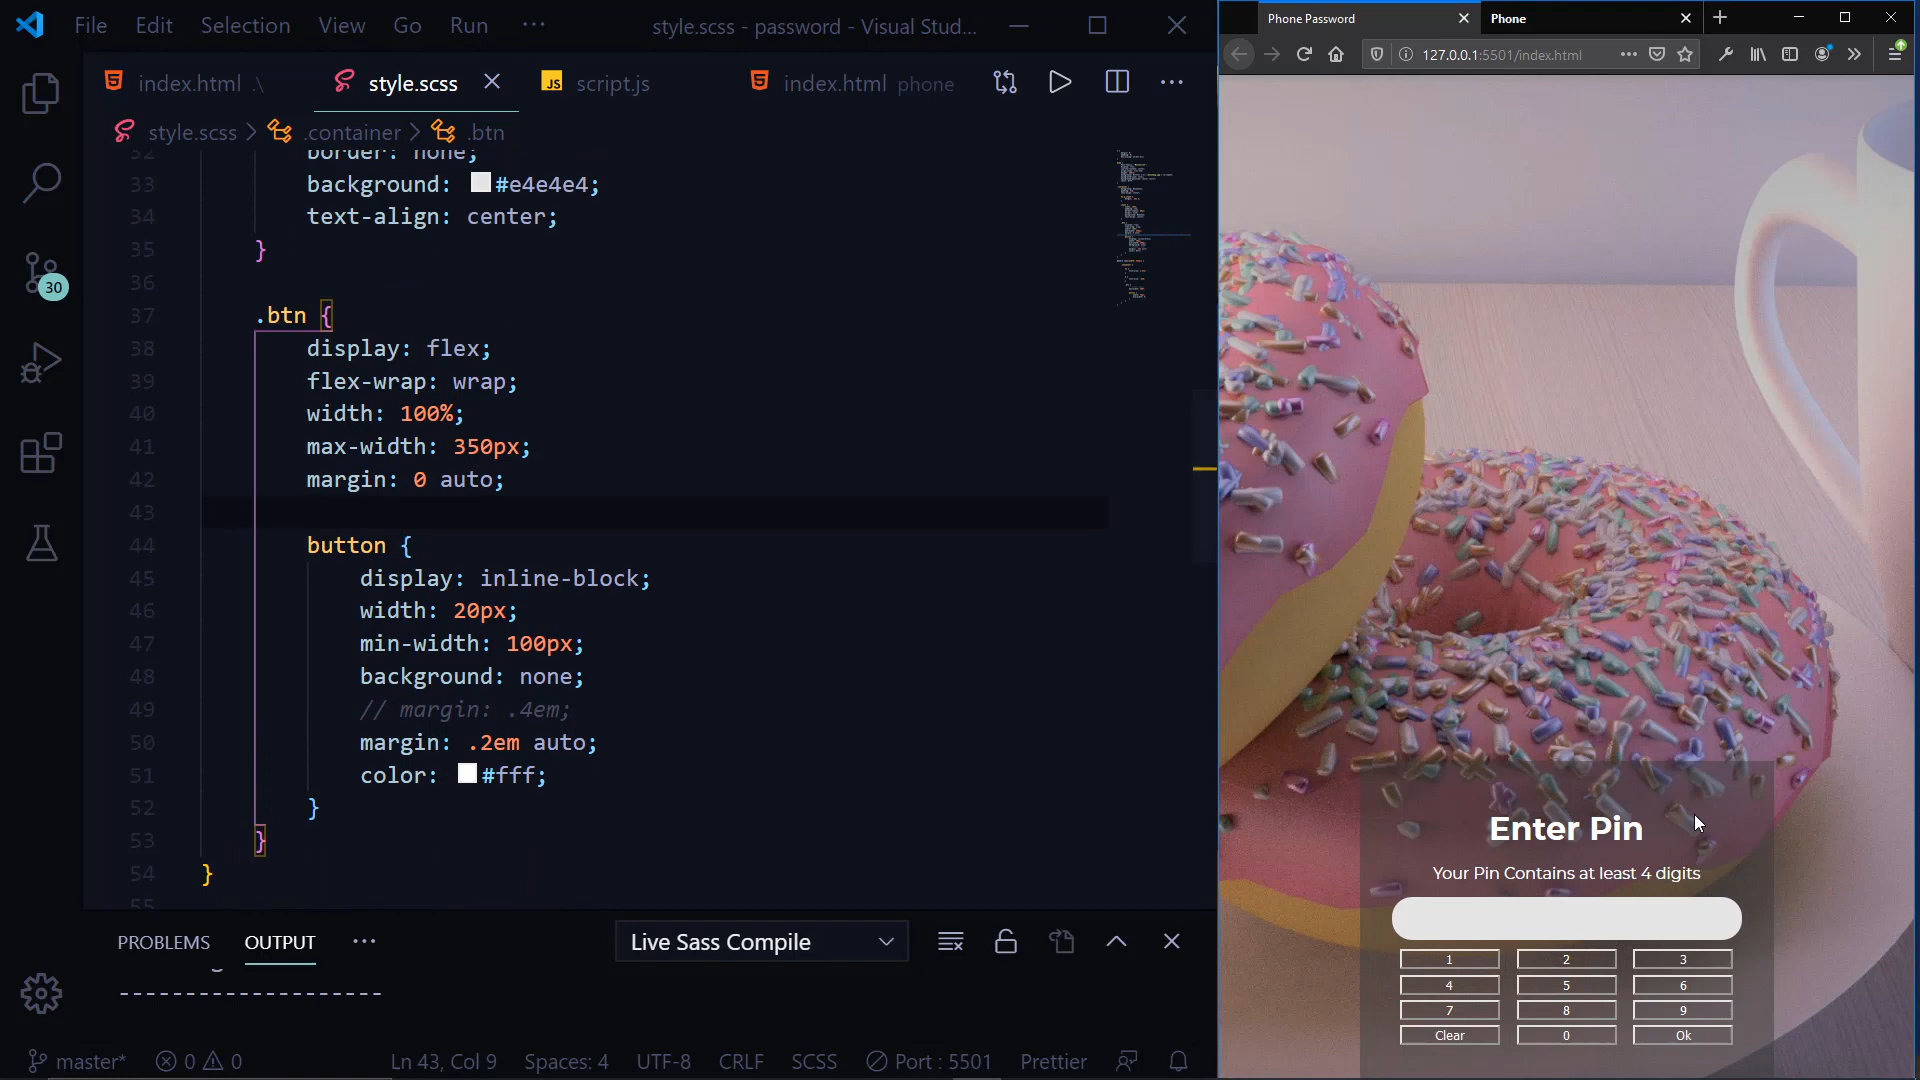 File Edit Selection View Go Run ···
style.scss - password - Visual Stud...
index.html .\
style.scss
JS script.js
index.html phone
style.scss > .container > .btn
32 border: none;
33 background: #e4e4e4;
34 text-align: center;
35 }
36
37 .btn {
38 display: flex;
39 flex-wrap: wrap;
40 width: 100%;
41 max-width: 350px;
42 margin: 0 auto;
43
44 button {
45 display: inline-block;
46 width: 20px;
47 min-width: 100px;
48 background: none;
49 // margin: .4em;
50 margin: .2em auto;
51 color: #fff;
52 }
53 }
54 }
55
30
PROBLEMS OUTPUT ···
Live Sass Compile
--------------------
master* 0 0
Ln 43, Col 9 Spaces: 4 UTF-8 CRLF SCSS Port : 5501 Prettier
Phone Password
Phone
127.0.0.1:5501/index.html
Enter Pin
Your Pin Contains at least 4 digits
1 2 3
4 5 6
7 8 9
Clear 0 Ok